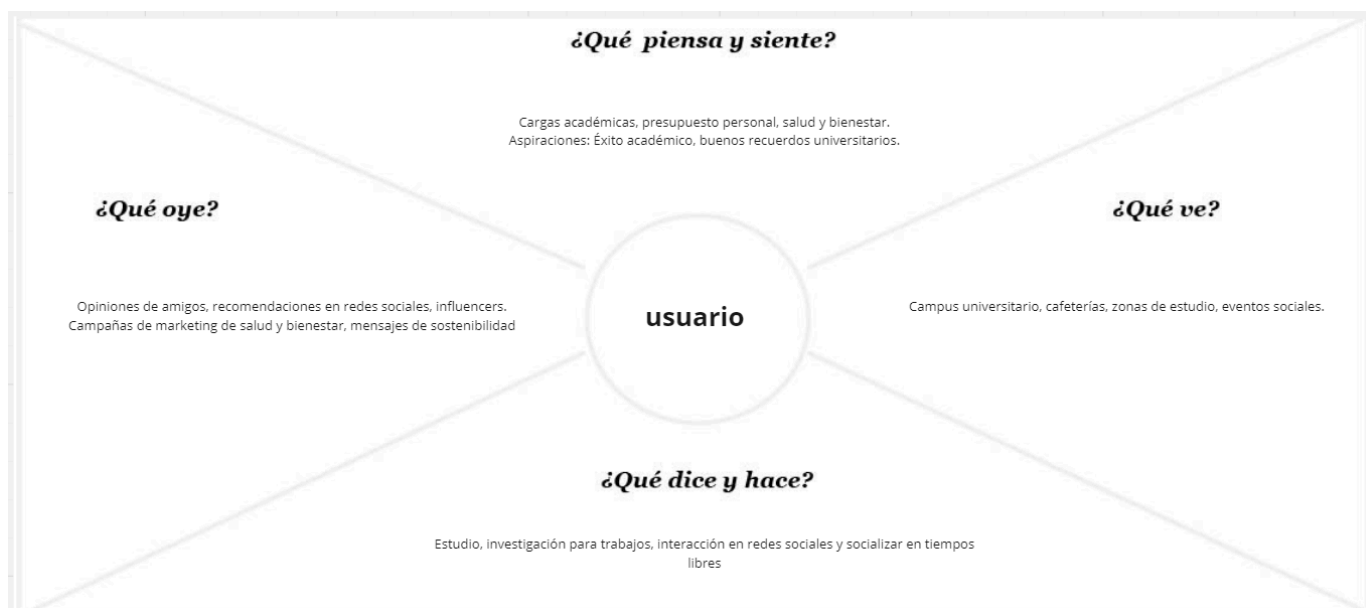 ¿Qué piensa y siente?
Cargas académicas, presupuesto personal, salud y bienestar.
Aspiraciones: Éxito académico, buenos recuerdos universitarios.
¿Qué oye?
Opiniones de amigos, recomendaciones en redes sociales, influencers.
Campañas de marketing de salud y bienestar, mensajes de sostenibilidad
usuario
¿Qué ve?
Campus universitario, cafeterías, zonas de estudio, eventos sociales.
¿Qué dice y hace?
Estudio, investigación para trabajos, interacción en redes sociales y socializar en tiempos
libres